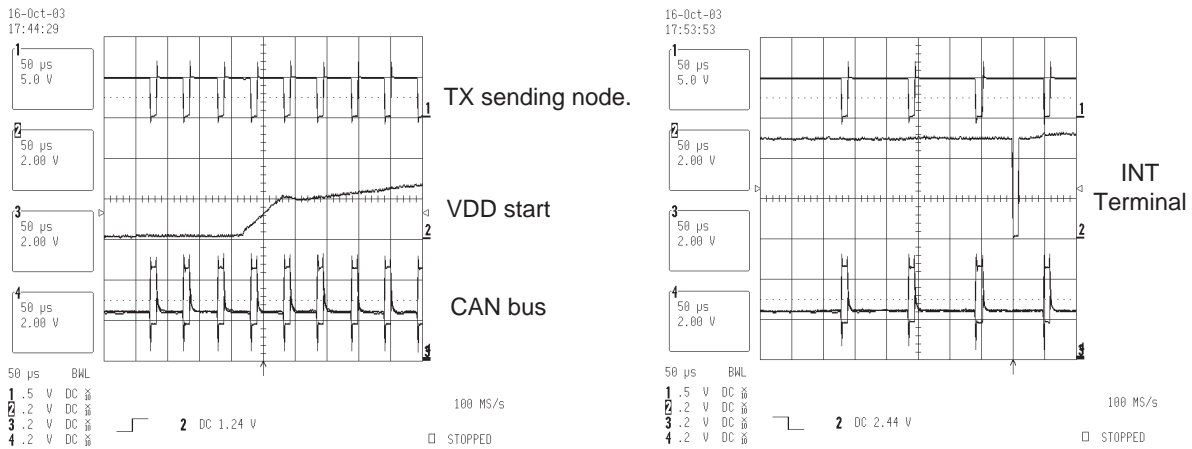 16-Oct-03
17:44:29
1
50 µs
5.0 V
2
50 µs
2.00 V
3
50 µs
2.00 V
4
50 µs
2.00 V
1
2
TX sending node.
VDD start
CAN bus
50 µs BWL
1 .5 V DC
2 .2 V DC
3 .2 V DC
4 .2 V DC
2 DC 1.24 V
100 MS/s
STOPPED
16-Oct-03
17:53:53
1
50 µs
5.0 V
2
50 µs
2.00 V
3
50 µs
2.00 V
4
50 µs
2.00 V
1
2
INT
Terminal
50 µs BWL
1 .5 V DC
2 .2 V DC
3 .2 V DC
4 .2 V DC
2 DC 2.44 V
100 MS/s
STOPPED